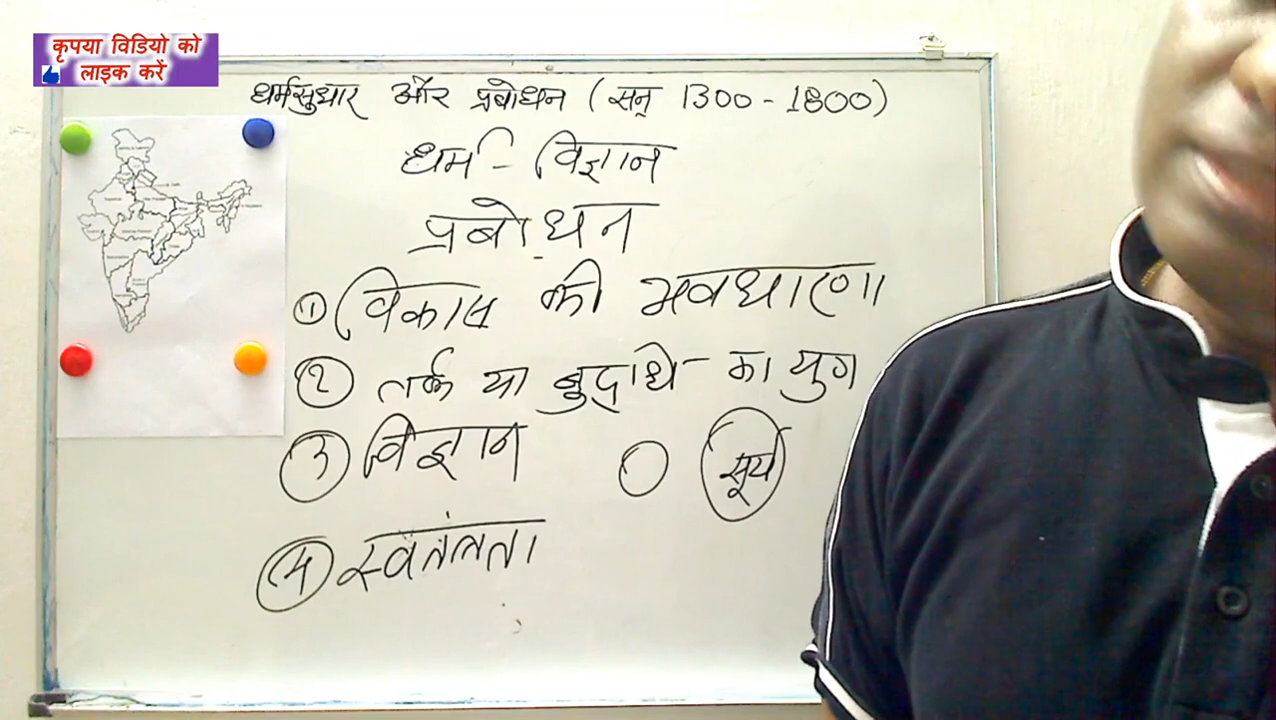 कृपया विडियो को
लाइक करें
धर्मसुधार और प्रबोधन (सन् 1300 - 1800)
धर्म - विज्ञान
प्रबोधन
① विकास की अवधारणा
② तर्क या बुद्धि का युग
③ विज्ञान
सूर्य
④ स्वतंत्रता